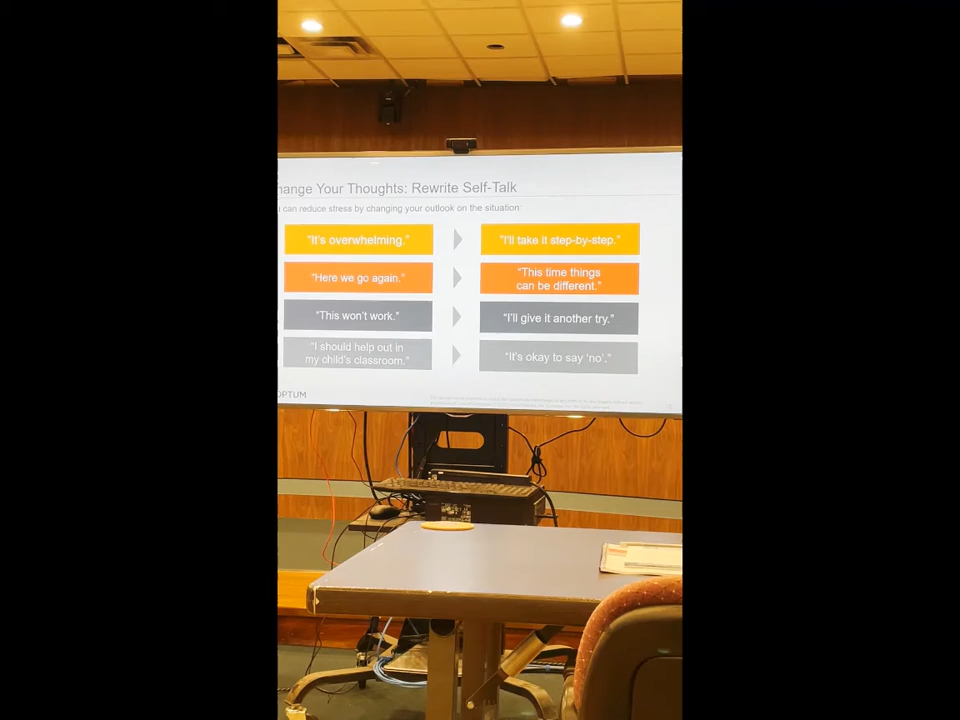 hange Your Thoughts: Rewrite Self-Talk
can reduce stress by changing your outlook on the situation:
“It’s overwhelming.”
“I’ll take it step-by-step.”
“Here we go again.”
“This time things
can be different.”
“This won’t work.”
“I’ll give it another try.”
“I should help out in
my child’s classroom.”
“It’s okay to say ‘no’.”
OPTUM